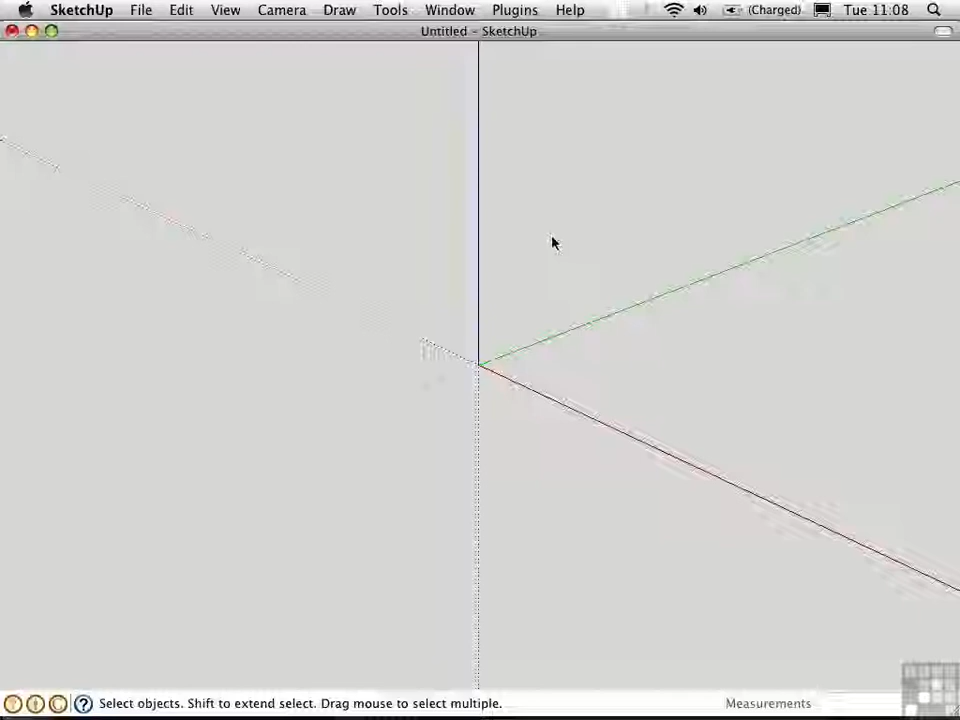 SketchUp File Edit View Camera Draw Tools Window Plugins Help (Charged) Tue 11:08
Untitled - SketchUp
? Select objects. Shift to extend select. Drag mouse to select multiple. Measurements